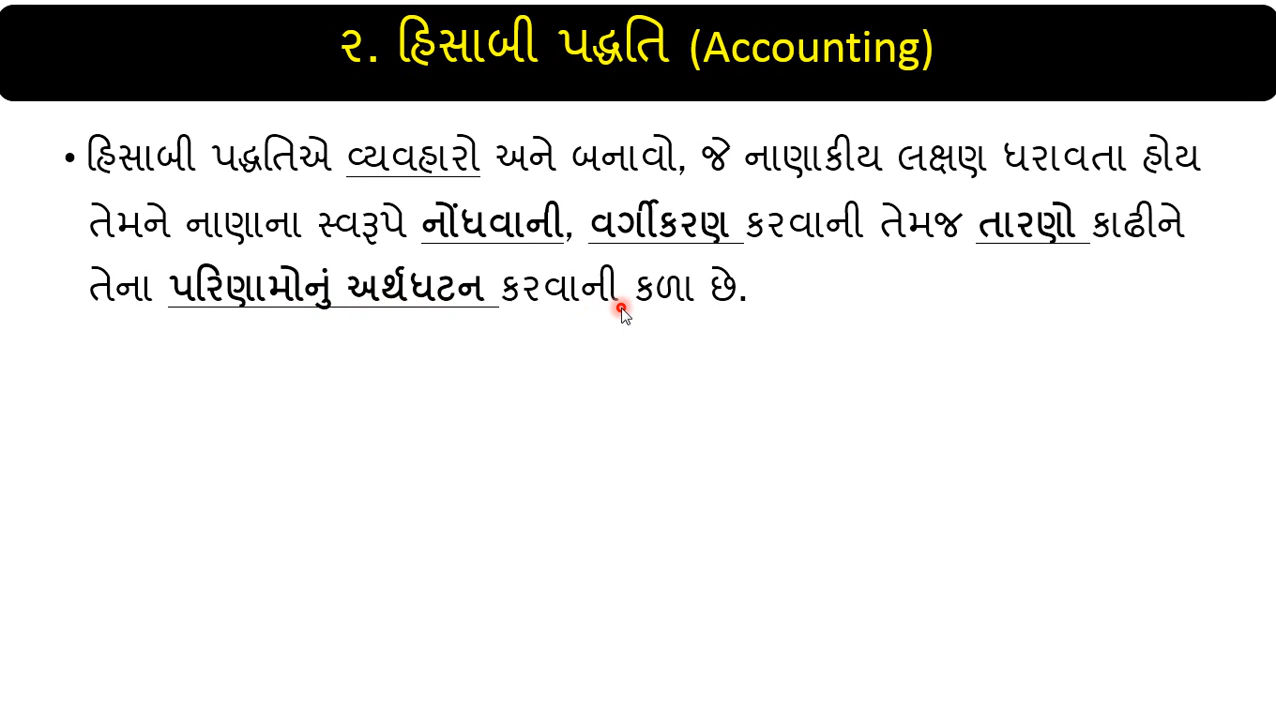 ૨. હિસાબી પદ્ધતિ (Accounting)
• હિસાબી પદ્ધતિએ વ્યવહારો અને બનાવો, જે નાણાકીય લક્ષણ ધરાવતા હોય
તેમને નાણાના સ્વરૂપે નોંધવાની, વર્ગીકરણ કરવાની તેમજ તારણો કાઢીને
તેના પરિણામોનું અર્થધટન કરવાની કળા છે.